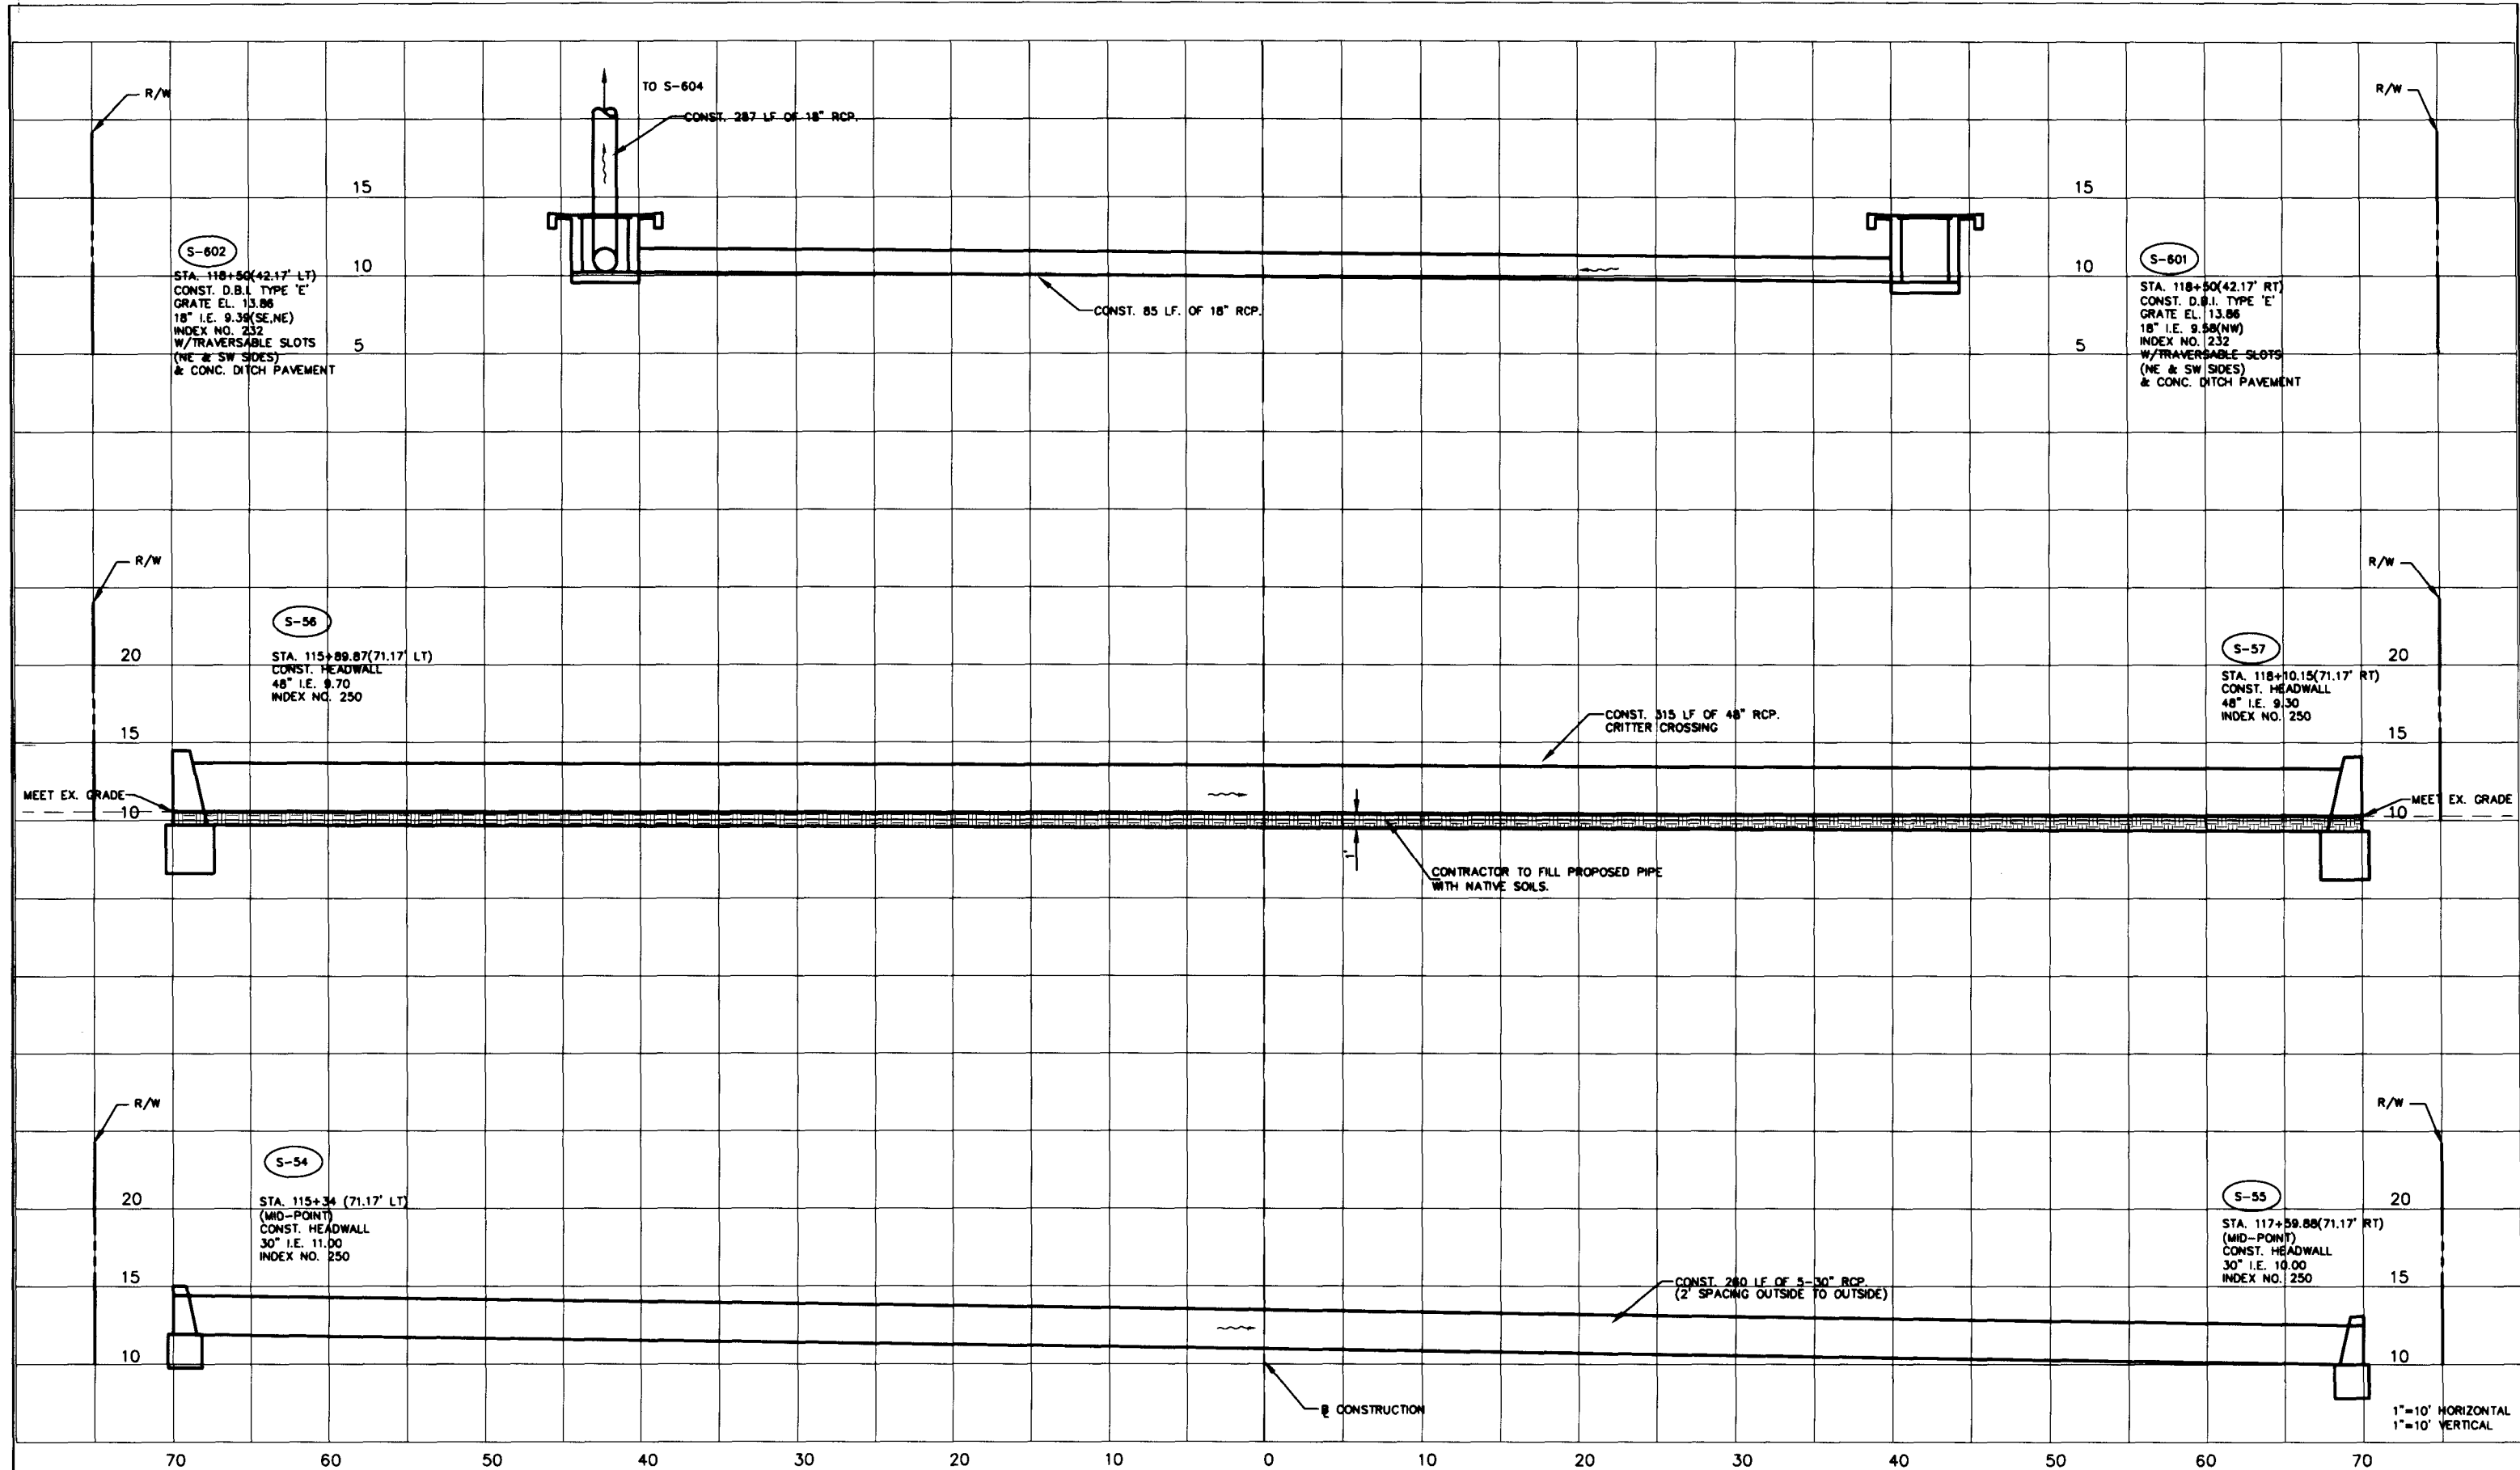 R/W
TO S-604
CONST. 287 LF OF 18" RCP.
R/W
15
15
S-602
STA. 118+50(42.17' LT)
CONST. D.B.I. TYPE 'E'
GRATE EL. 13.86
18" I.E. 9.39(SE,NE)
INDEX NO. 232
W/TRAVERSABLE SLOTS
(NE & SW SIDES)
& CONC. DITCH PAVEMENT
10
5
CONST. 85 LF. OF 18" RCP.
10
5
S-601
STA. 118+50(42.17' RT)
CONST. D.B.I. TYPE 'E'
GRATE EL. 13.86
18" I.E. 9.58(NW)
INDEX NO. 232
W/TRAVERSABLE SLOTS
(NE & SW SIDES)
& CONC. DITCH PAVEMENT
R/W
R/W
S-56
STA. 115+89.87(71.17' LT)
CONST. HEADWALL
48" I.E. 9.70
INDEX NO. 250
20
15
MEET EX. GRADE
10
CONST. 315 LF OF 48" RCP.
CRITTER CROSSING
1'
CONTRACTOR TO FILL PROPOSED PIPE
WITH NATIVE SOILS.
S-57
STA. 118+10.15(71.17' RT)
CONST. HEADWALL
48" I.E. 9.30
INDEX NO. 250
20
15
MEET EX. GRADE
10
R/W
R/W
S-54
STA. 115+34 (71.17' LT)
(MID-POINT)
CONST. HEADWALL
30" I.E. 11.00
INDEX NO. 250
20
15
10
CONST. 260 LF OF 5-30" RCP.
(2' SPACING OUTSIDE TO OUTSIDE)
S-55
STA. 117+59.88(71.17' RT)
(MID-POINT)
CONST. HEADWALL
30" I.E. 10.00
INDEX NO. 250
20
15
10
CONSTRUCTION
1"=10' HORIZONTAL
1"=10' VERTICAL
70 60 50 40 30 20 10 0 10 20 30 40 50 60 70